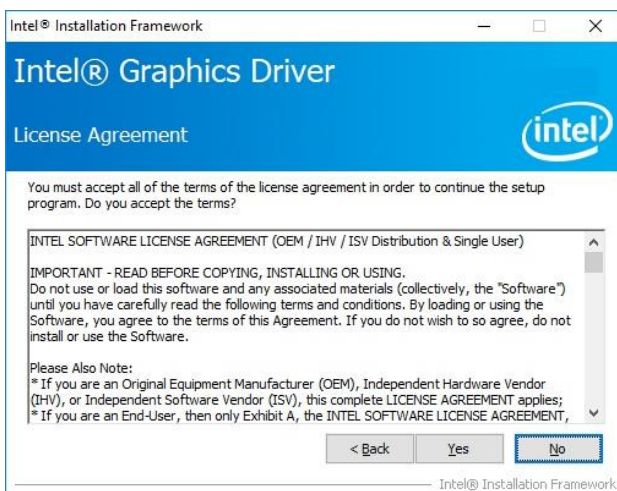 Intel® Installation Framework
Intel® Graphics Driver
License Agreement
intel
You must accept all of the terms of the license agreement in order to continue the setup
program. Do you accept the terms?
INTEL SOFTWARE LICENSE AGREEMENT (OEM / IHV / ISV Distribution & Single User)
IMPORTANT - READ BEFORE COPYING, INSTALLING OR USING.
Do not use or load this software and any associated materials (collectively, the "Software")
until you have carefully read the following terms and conditions. By loading or using the
Software, you agree to the terms of this Agreement. If you do not wish to so agree, do not
install or use the Software.
Please Also Note:
* If you are an Original Equipment Manufacturer (OEM), Independent Hardware Vendor
(IHV), or Independent Software Vendor (ISV), this complete LICENSE AGREEMENT applies;
* If you are an End-User, then only Exhibit A, the INTEL SOFTWARE LICENSE AGREEMENT,
< Back Yes No
Intel® Installation Framework